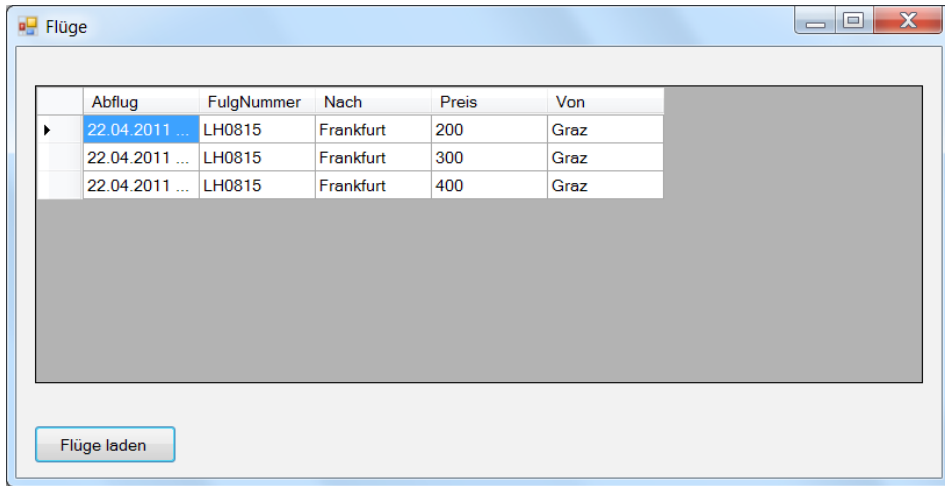 Flüge
Abflug FulgNummer Nach Preis Von
22.04.2011 ... LH0815 Frankfurt 200 Graz
22.04.2011 ... LH0815 Frankfurt 300 Graz
22.04.2011 ... LH0815 Frankfurt 400 Graz
Flüge laden